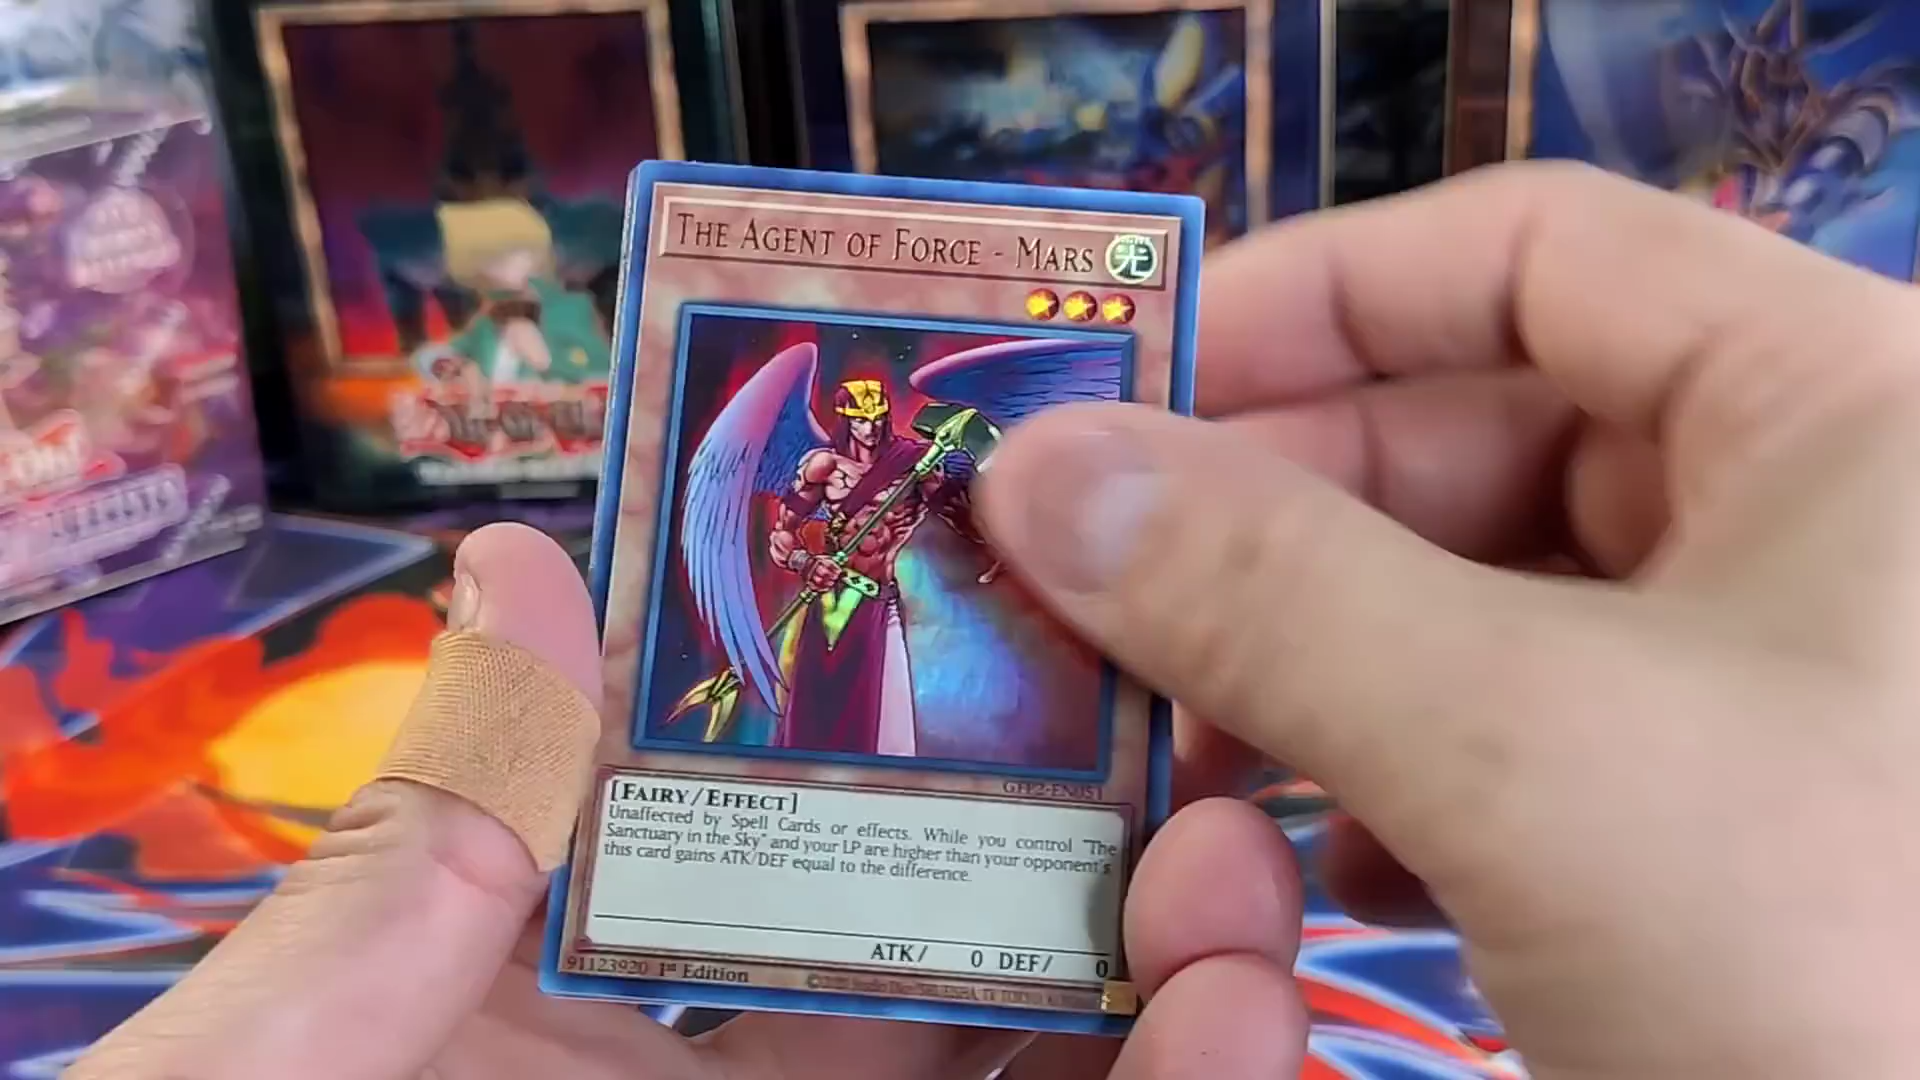 THE AGENT OF FORCE - MARS
光
GFP2-EN051
[FAIRY/EFFECT]
Unaffected by Spell Cards or effects. While you control "The
Sanctuary in the Sky" and your LP are higher than your opponent's
this card gains ATK/DEF equal to the difference.
ATK/ 0 DEF/ 0
91123920 1st Edition